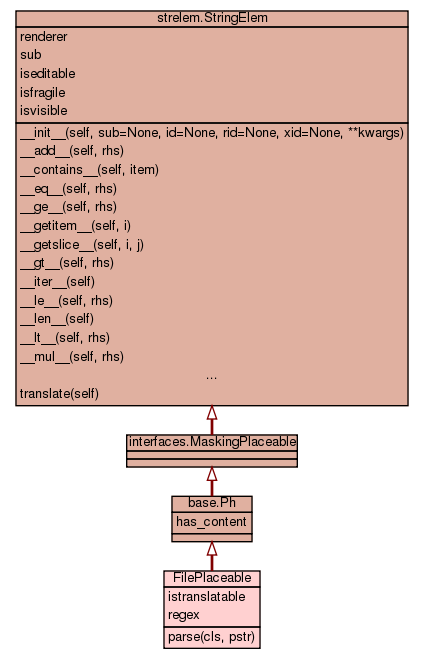 strelem.StringElem
renderer
sub
iseditable
isfragile
isvisible
__init__(self, sub=None, id=None, rid=None, xid=None, **kwargs)
__add__(self, rhs)
__contains__(self, item)
__eq__(self, rhs)
__ge__(self, rhs)
__getitem__(self, i)
__getslice__(self, i, j)
__gt__(self, rhs)
__iter__(self)
__le__(self, rhs)
__len__(self)
__lt__(self, rhs)
__mul__(self, rhs)
...
translate(self)
interfaces.MaskingPlaceable
base.Ph
has_content
FilePlaceable
istranslatable
regex
parse(cls, pstr)